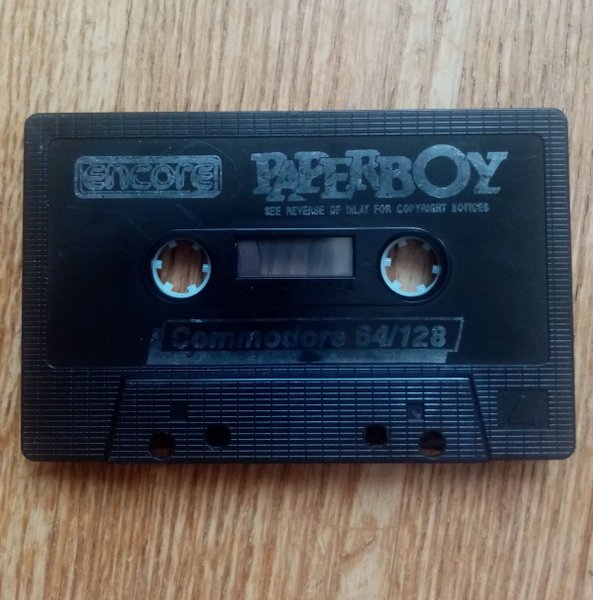 encore
PAPERBOY
SEE REVERSE OF INLAY FOR COPYRIGHT NOTICES
Commodore 64/128